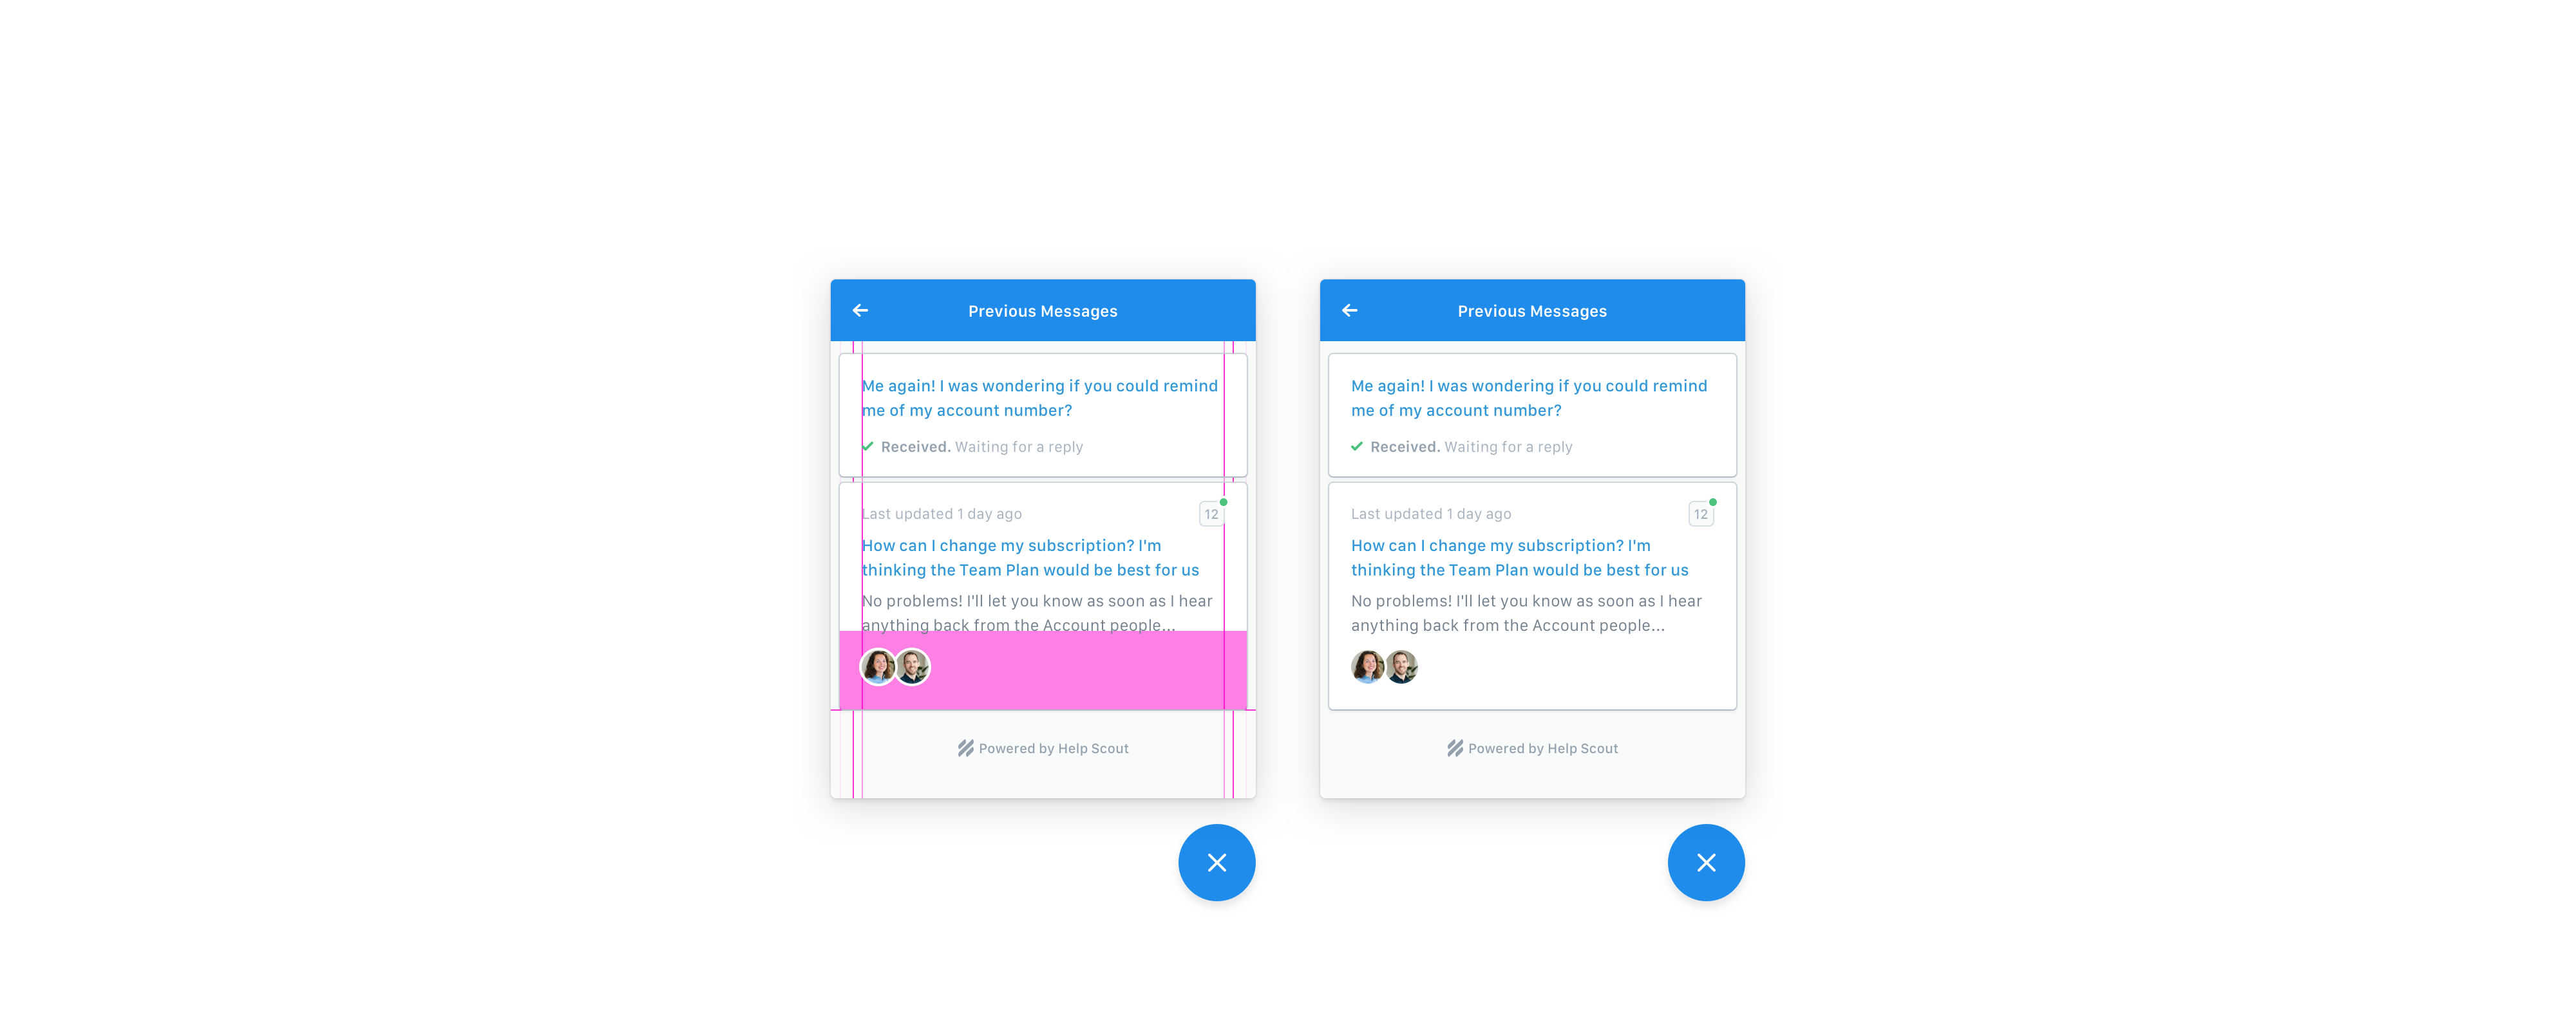 Previous Messages
Me again! I was wondering if you could remind
me of my account number?
Received. Waiting for a reply
Last updated 1 day ago
12
How can I change my subscription? I'm
thinking the Team Plan would be best for us
No problems! I'll let you know as soon as I hear
anything back from the Account people...
Powered by Help Scout
Previous Messages
Me again! I was wondering if you could remind
me of my account number?
Received. Waiting for a reply
Last updated 1 day ago
12
How can I change my subscription? I'm
thinking the Team Plan would be best for us
No problems! I'll let you know as soon as I hear
anything back from the Account people...
Powered by Help Scout